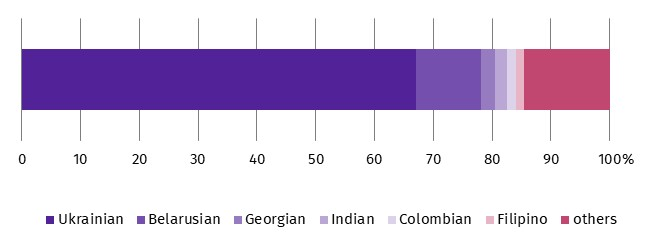 0 10 20 30 40 50 60 70 80 90 100%
Ukrainian Belarusian Georgian Indian Colombian Filipino others